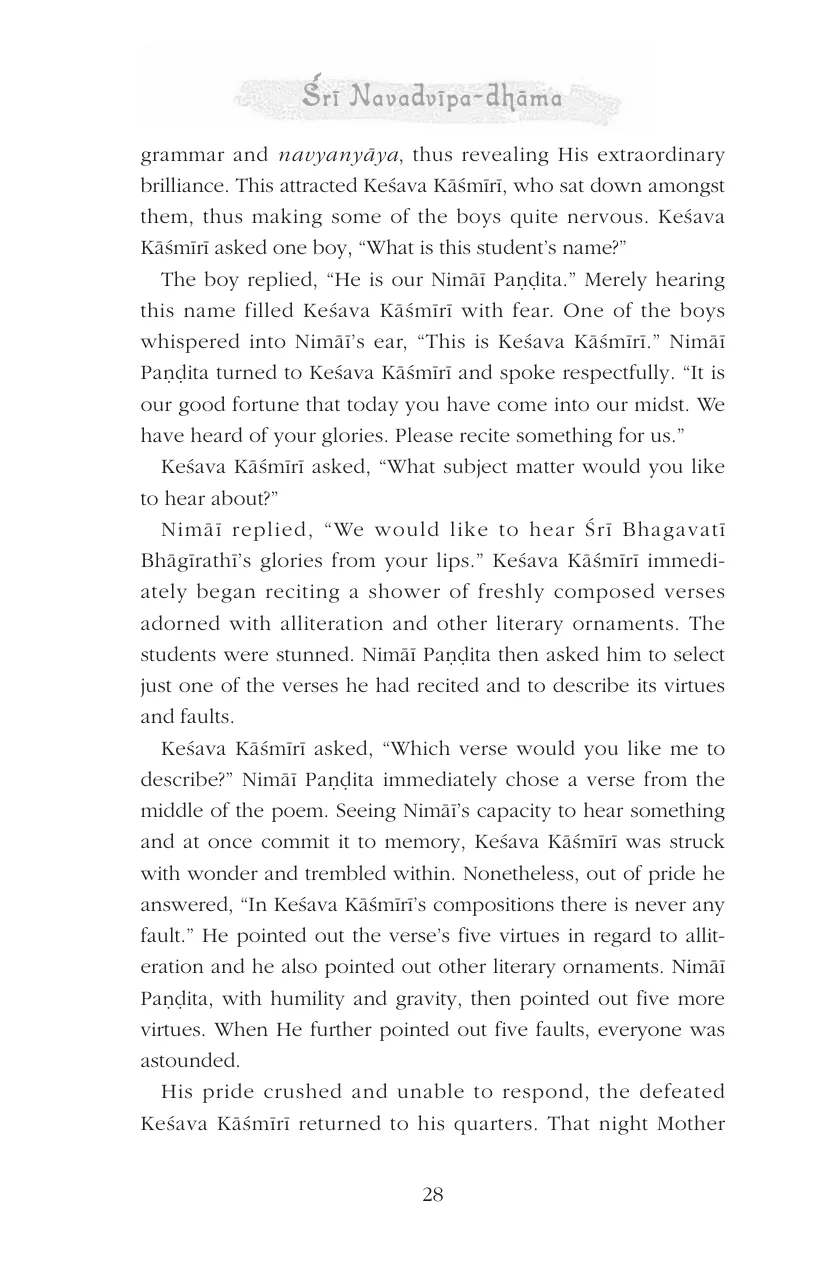 Śrī Navadvīpa-dhāma
grammar and navyanyāya, thus revealing His extraordinary
brilliance. This attracted Keśava Kāśmīrī, who sat down amongst
them, thus making some of the boys quite nervous. Keśava
Kāśmīrī asked one boy, “What is this student’s name?”
The boy replied, “He is our Nimāī Paṇḍita.” Merely hearing
this name filled Keśava Kāśmīrī with fear. One of the boys
whispered into Nimāī’s ear, “This is Keśava Kāśmīrī.” Nimāī
Paṇḍita turned to Keśava Kāśmīrī and spoke respectfully. “It is
our good fortune that today you have come into our midst. We
have heard of your glories. Please recite something for us.”
Keśava Kāśmīrī asked, “What subject matter would you like
to hear about?”
Nimāī replied, “We would like to hear Śrī Bhagavatī
Bhāgīrathī’s glories from your lips.” Keśava Kāśmīrī immedi-
ately began reciting a shower of freshly composed verses
adorned with alliteration and other literary ornaments. The
students were stunned. Nimāī Paṇḍita then asked him to select
just one of the verses he had recited and to describe its virtues
and faults.
Keśava Kāśmīrī asked, “Which verse would you like me to
describe?” Nimāī Paṇḍita immediately chose a verse from the
middle of the poem. Seeing Nimāī’s capacity to hear something
and at once commit it to memory, Keśava Kāśmīrī was struck
with wonder and trembled within. Nonetheless, out of pride he
answered, “In Keśava Kāśmīrī’s compositions there is never any
fault.” He pointed out the verse’s five virtues in regard to allit-
eration and he also pointed out other literary ornaments. Nimāī
Paṇḍita, with humility and gravity, then pointed out five more
virtues. When He further pointed out five faults, everyone was
astounded.
His pride crushed and unable to respond, the defeated
Keśava Kāśmīrī returned to his quarters. That night Mother
28